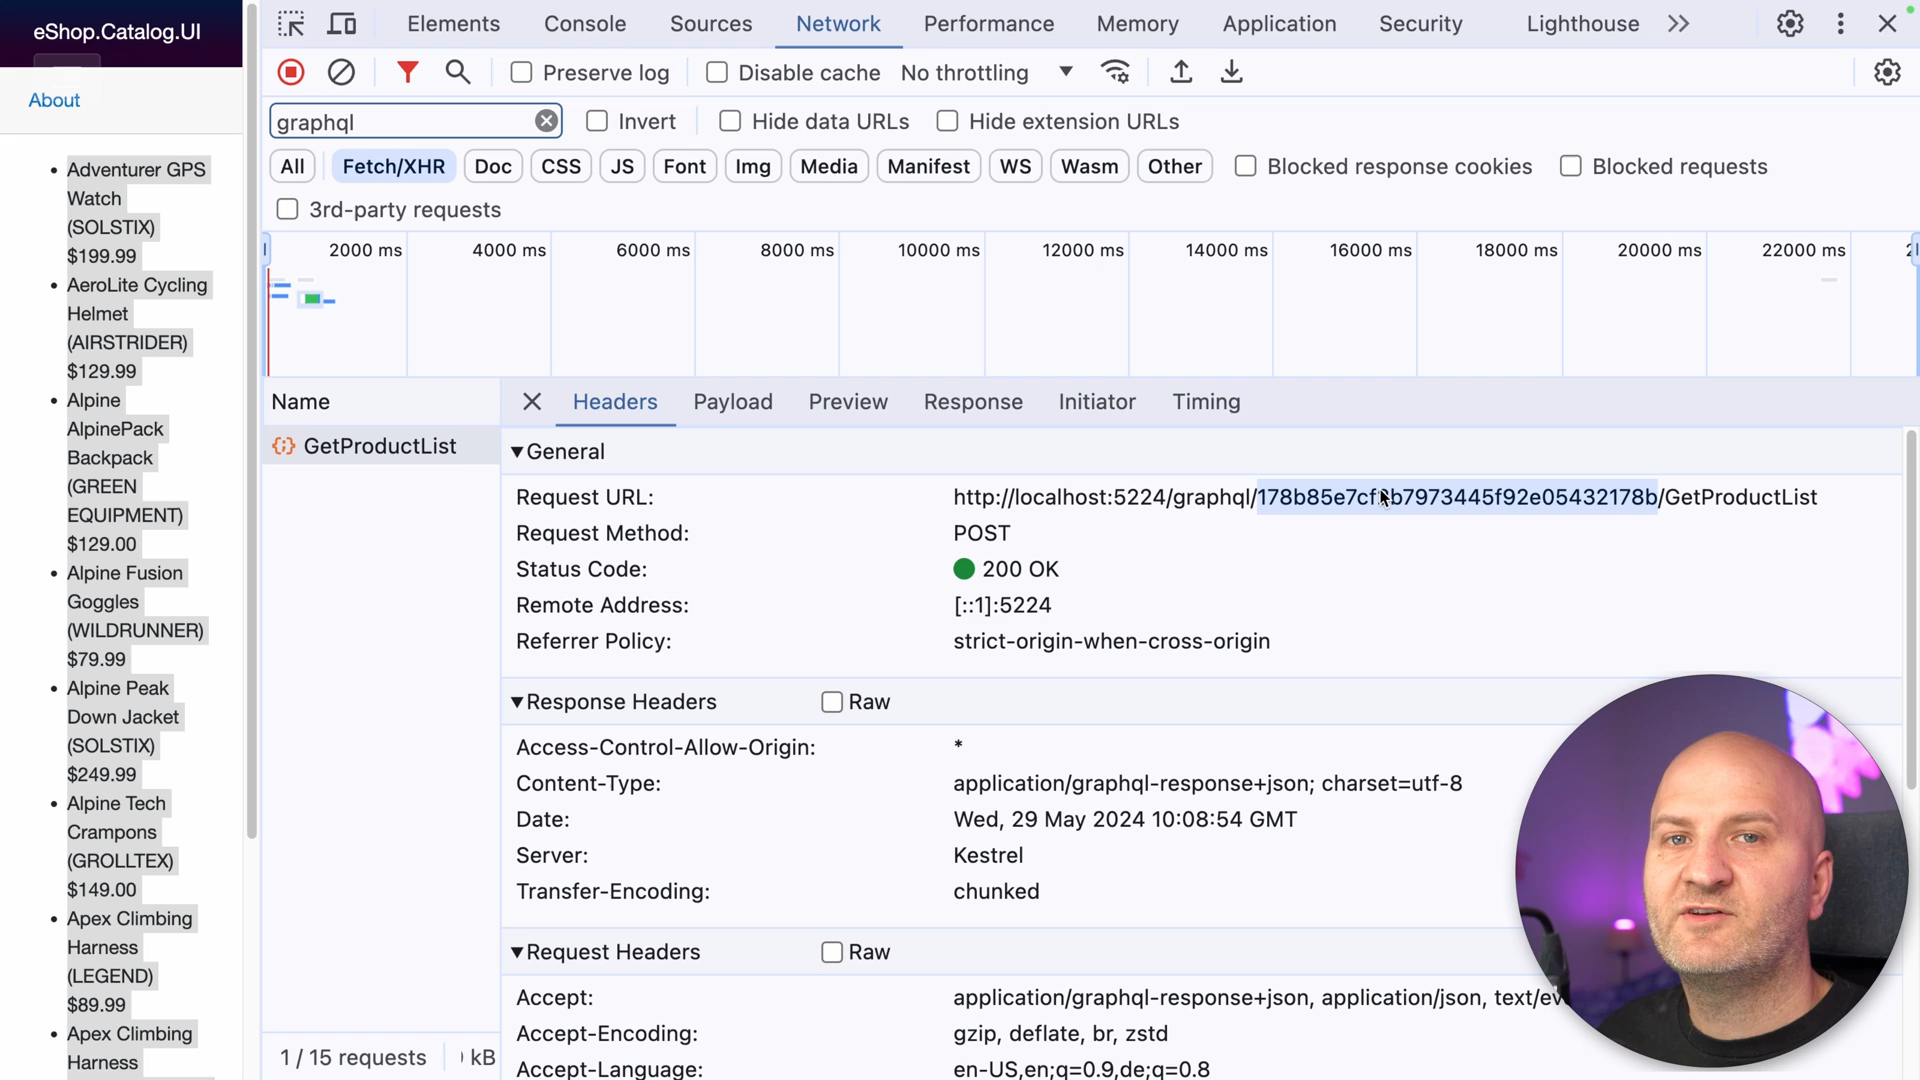 eShop.Catalog.UI
About
Adventurer GPS
Watch
(SOLSTIX)
$199.99
AeroLite Cycling
Helmet
(AIRSTRIDER)
$129.99
Alpine
AlpinePack
Backpack
(GREEN
EQUIPMENT)
$129.00
Alpine Fusion
Goggles
(WILDRUNNER)
$79.99
Alpine Peak
Down Jacket
(SOLSTIX)
$249.99
Alpine Tech
Crampons
(GROLLTEX)
$149.00
Apex Climbing
Harness
(LEGEND)
$89.99
Apex Climbing
Harness
Elements Console Sources Network Performance Memory Application Security Lighthouse
Preserve log Disable cache No throttling
graphql Invert Hide data URLs Hide extension URLs
All Fetch/XHR Doc CSS JS Font Img Media Manifest WS Wasm Other Blocked response cookies Blocked requests
3rd-party requests
2000 ms 4000 ms 6000 ms 8000 ms 10000 ms 12000 ms 14000 ms 16000 ms 18000 ms 20000 ms 22000 ms
Name Headers Payload Preview Response Initiator Timing
GetProductList
General
Request URL: http://localhost:5224/graphql/
/GetProductList
Request Method: POST
Status Code: 200 OK
Remote Address: [::1]:5224
Referrer Policy: strict-origin-when-cross-origin
Response Headers Raw
Access-Control-Allow-Origin: *
Content-Type: application/graphql-response+json; charset=utf-8
Date: Wed, 29 May 2024 10:08:54 GMT
Server: Kestrel
Transfer-Encoding: chunked
Request Headers Raw
Accept: application/graphql-response+json, application/json,
Accept-Encoding: gzip, deflate, br, zstd
Accept-Language: en-US,en;q=0.9,de;q=0.8
1 / 15 requests kB